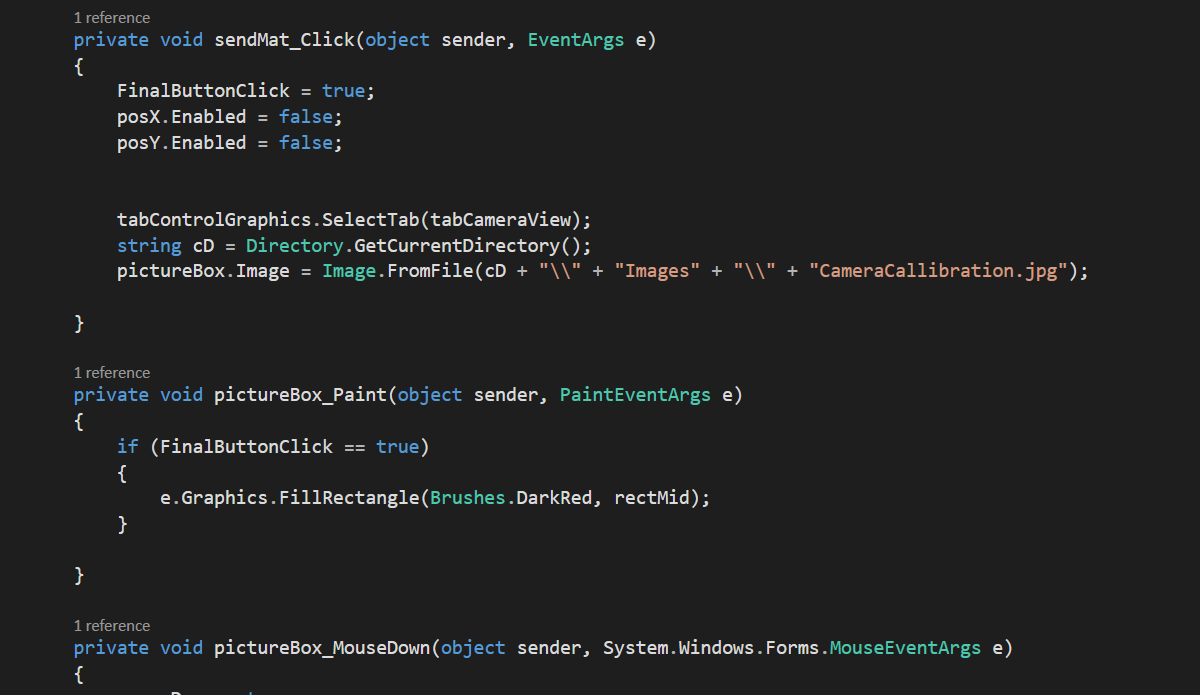 1 reference
private void sendMat_Click(object sender, EventArgs e)
{
FinalButtonClick = true;
posX.Enabled = false;
posY.Enabled = false;
tabControlGraphics.SelectTab(tabCameraView);
string cD = Directory.GetCurrentDirectory();
pictureBox.Image = Image.FromFile(cD + "\\" + "Images" + "\\" + "CameraCallibration.jpg");
}
1 reference
private void pictureBox_Paint(object sender, PaintEventArgs e)
{
if (FinalButtonClick == true)
{
e.Graphics.FillRectangle(Brushes.DarkRed, rectMid);
}
}
1 reference
private void pictureBox_MouseDown(object sender, System.Windows.Forms.MouseEventArgs e)
{